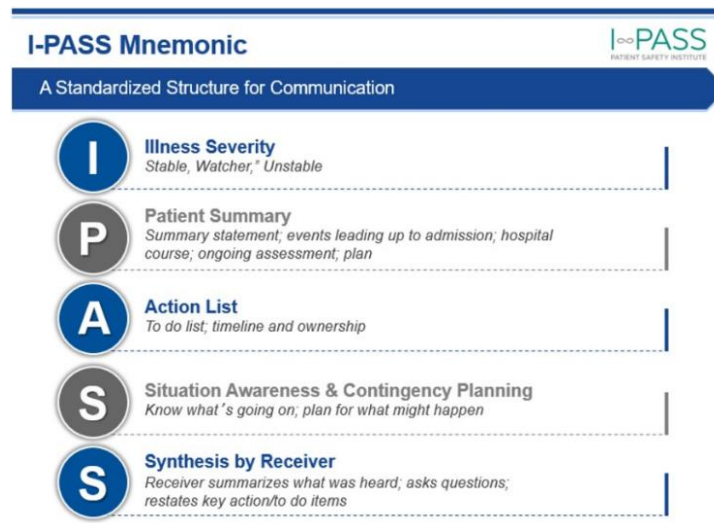 I-PASS Mnemonic
I∞PASS
PATIENT SAFETY INSTITUTE
A Standardized Structure for Communication
I
Illness Severity
Stable, Watcher," Unstable
P
Patient Summary
Summary statement; events leading up to admission; hospital
course; ongoing assessment; plan
A
Action List
To do list; timeline and ownership
S
Situation Awareness & Contingency Planning
Know what's going on; plan for what might happen
S
Synthesis by Receiver
Receiver summarizes what was heard; asks questions;
restates key action/to do items